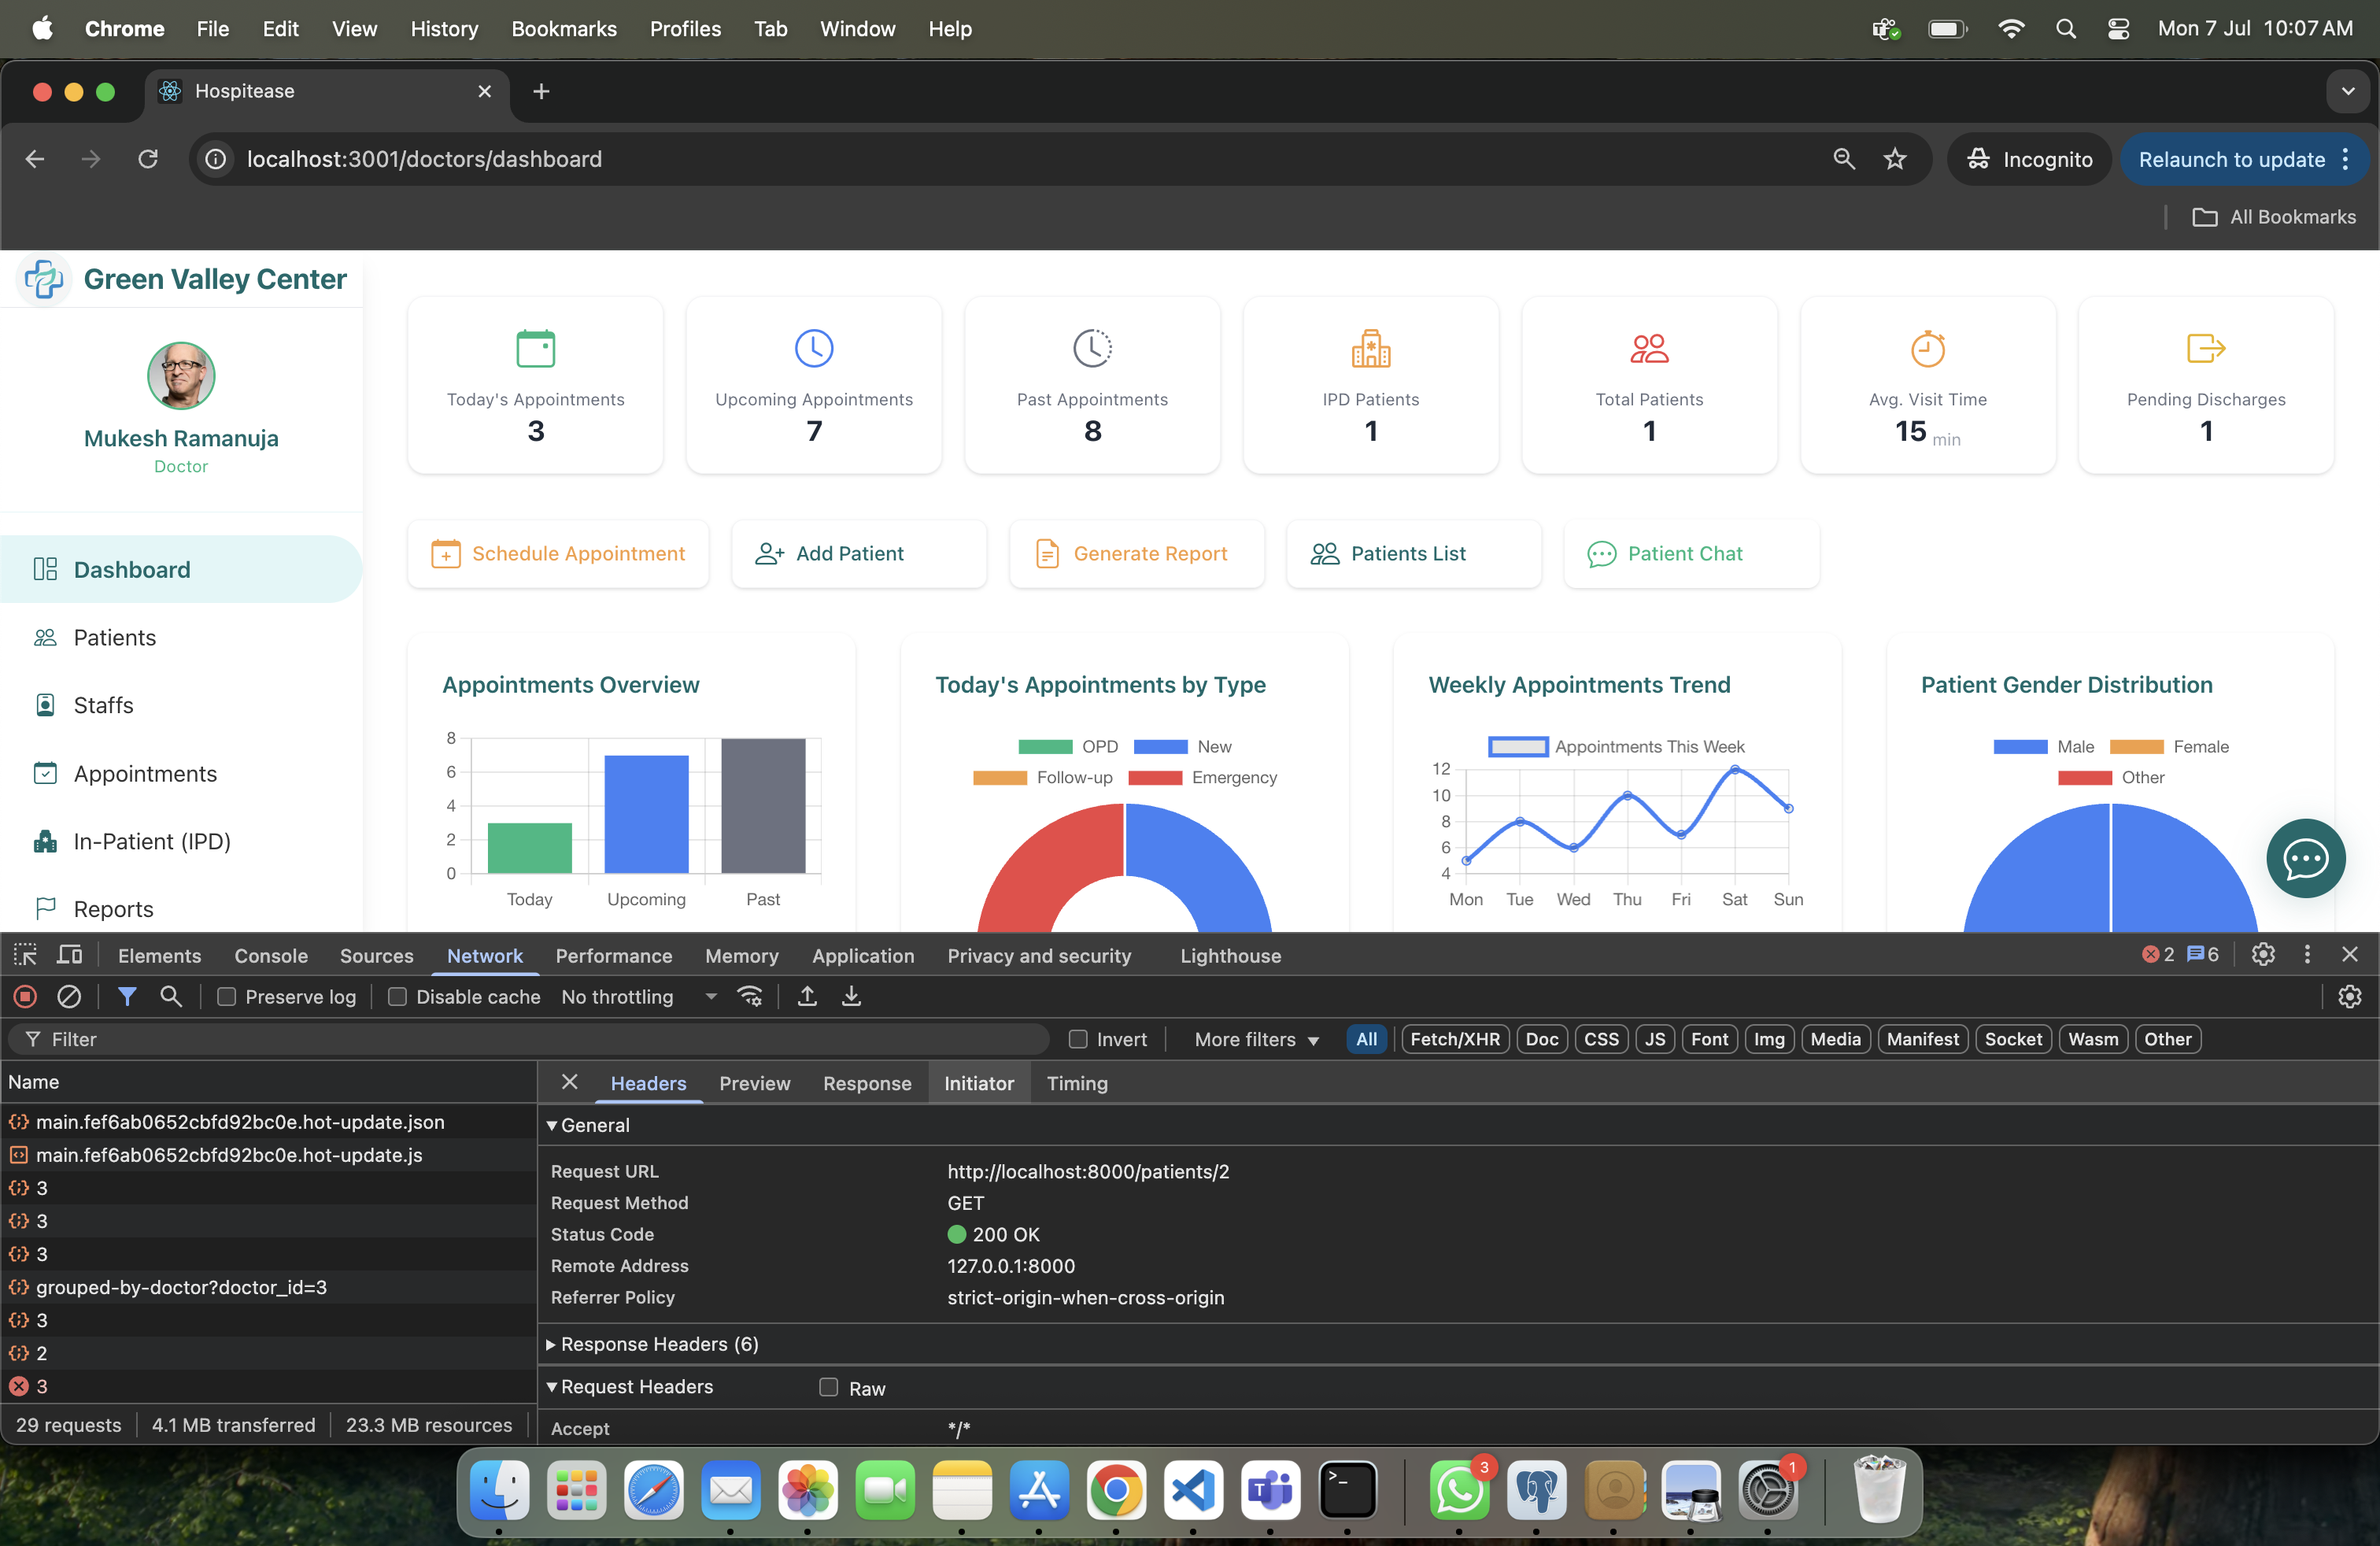 Chrome File Edit View History Bookmarks Profiles Tab Window Help Mon 7 Jul 10:07 AM
Hospitease
localhost:3001/doctors/dashboard Incognito Relaunch to update
All Bookmarks
Green Valley Center
Mukesh Ramanuja
Doctor
Dashboard
Patients
Staffs
Appointments
In-Patient (IPD)
Reports
Today's Appointments
3
Upcoming Appointments
7
Past Appointments
8
IPD Patients
1
Total Patients
1
Avg. Visit Time
15 min
Pending Discharges
1
Schedule Appointment
Add Patient
Generate Report
Patients List
Patient Chat
Appointments Overview
8
6
4
2
0
Today Upcoming Past
Today's Appointments by Type
OPD New
Follow-up Emergency
Weekly Appointments Trend
Appointments This Week
12
10
8
6
4
Mon Tue Wed Thu Fri Sat Sun
Patient Gender Distribution
Male Female
Other
Elements Console Sources Network Performance Memory Application Privacy and security Lighthouse 2 6
Preserve log Disable cache No throttling
Filter Invert More filters All Fetch/XHR Doc CSS JS Font Img Media Manifest Socket Wasm Other
Name
main.fef6ab0652cbfd92bc0e.hot-update.json
main.fef6ab0652cbfd92bc0e.hot-update.js
3
3
3
grouped-by-doctor?doctor_id=3
3
2
3
29 requests 4.1 MB transferred 23.3 MB resources
Headers Preview Response Initiator Timing
General
Request URL http://localhost:8000/patients/2
Request Method GET
Status Code 200 OK
Remote Address 127.0.0.1:8000
Referrer Policy strict-origin-when-cross-origin
Response Headers (6)
Request Headers Raw
Accept */*
3
1